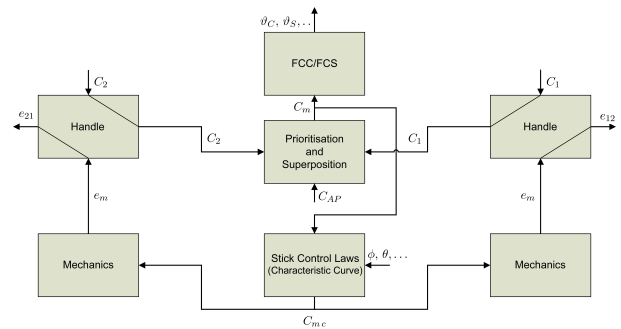 ϑ_C, ϑ_S, ..
FCC/FCS
C_2
C_1
e_21
Handle
C_m
Handle
e_12
C_2
Prioritisation
and
Superposition
C_1
e_m
C_AP
e_m
Mechanics
Stick Control Laws
(Characteristic Curve)
ϕ, θ, ...
Mechanics
C_mc